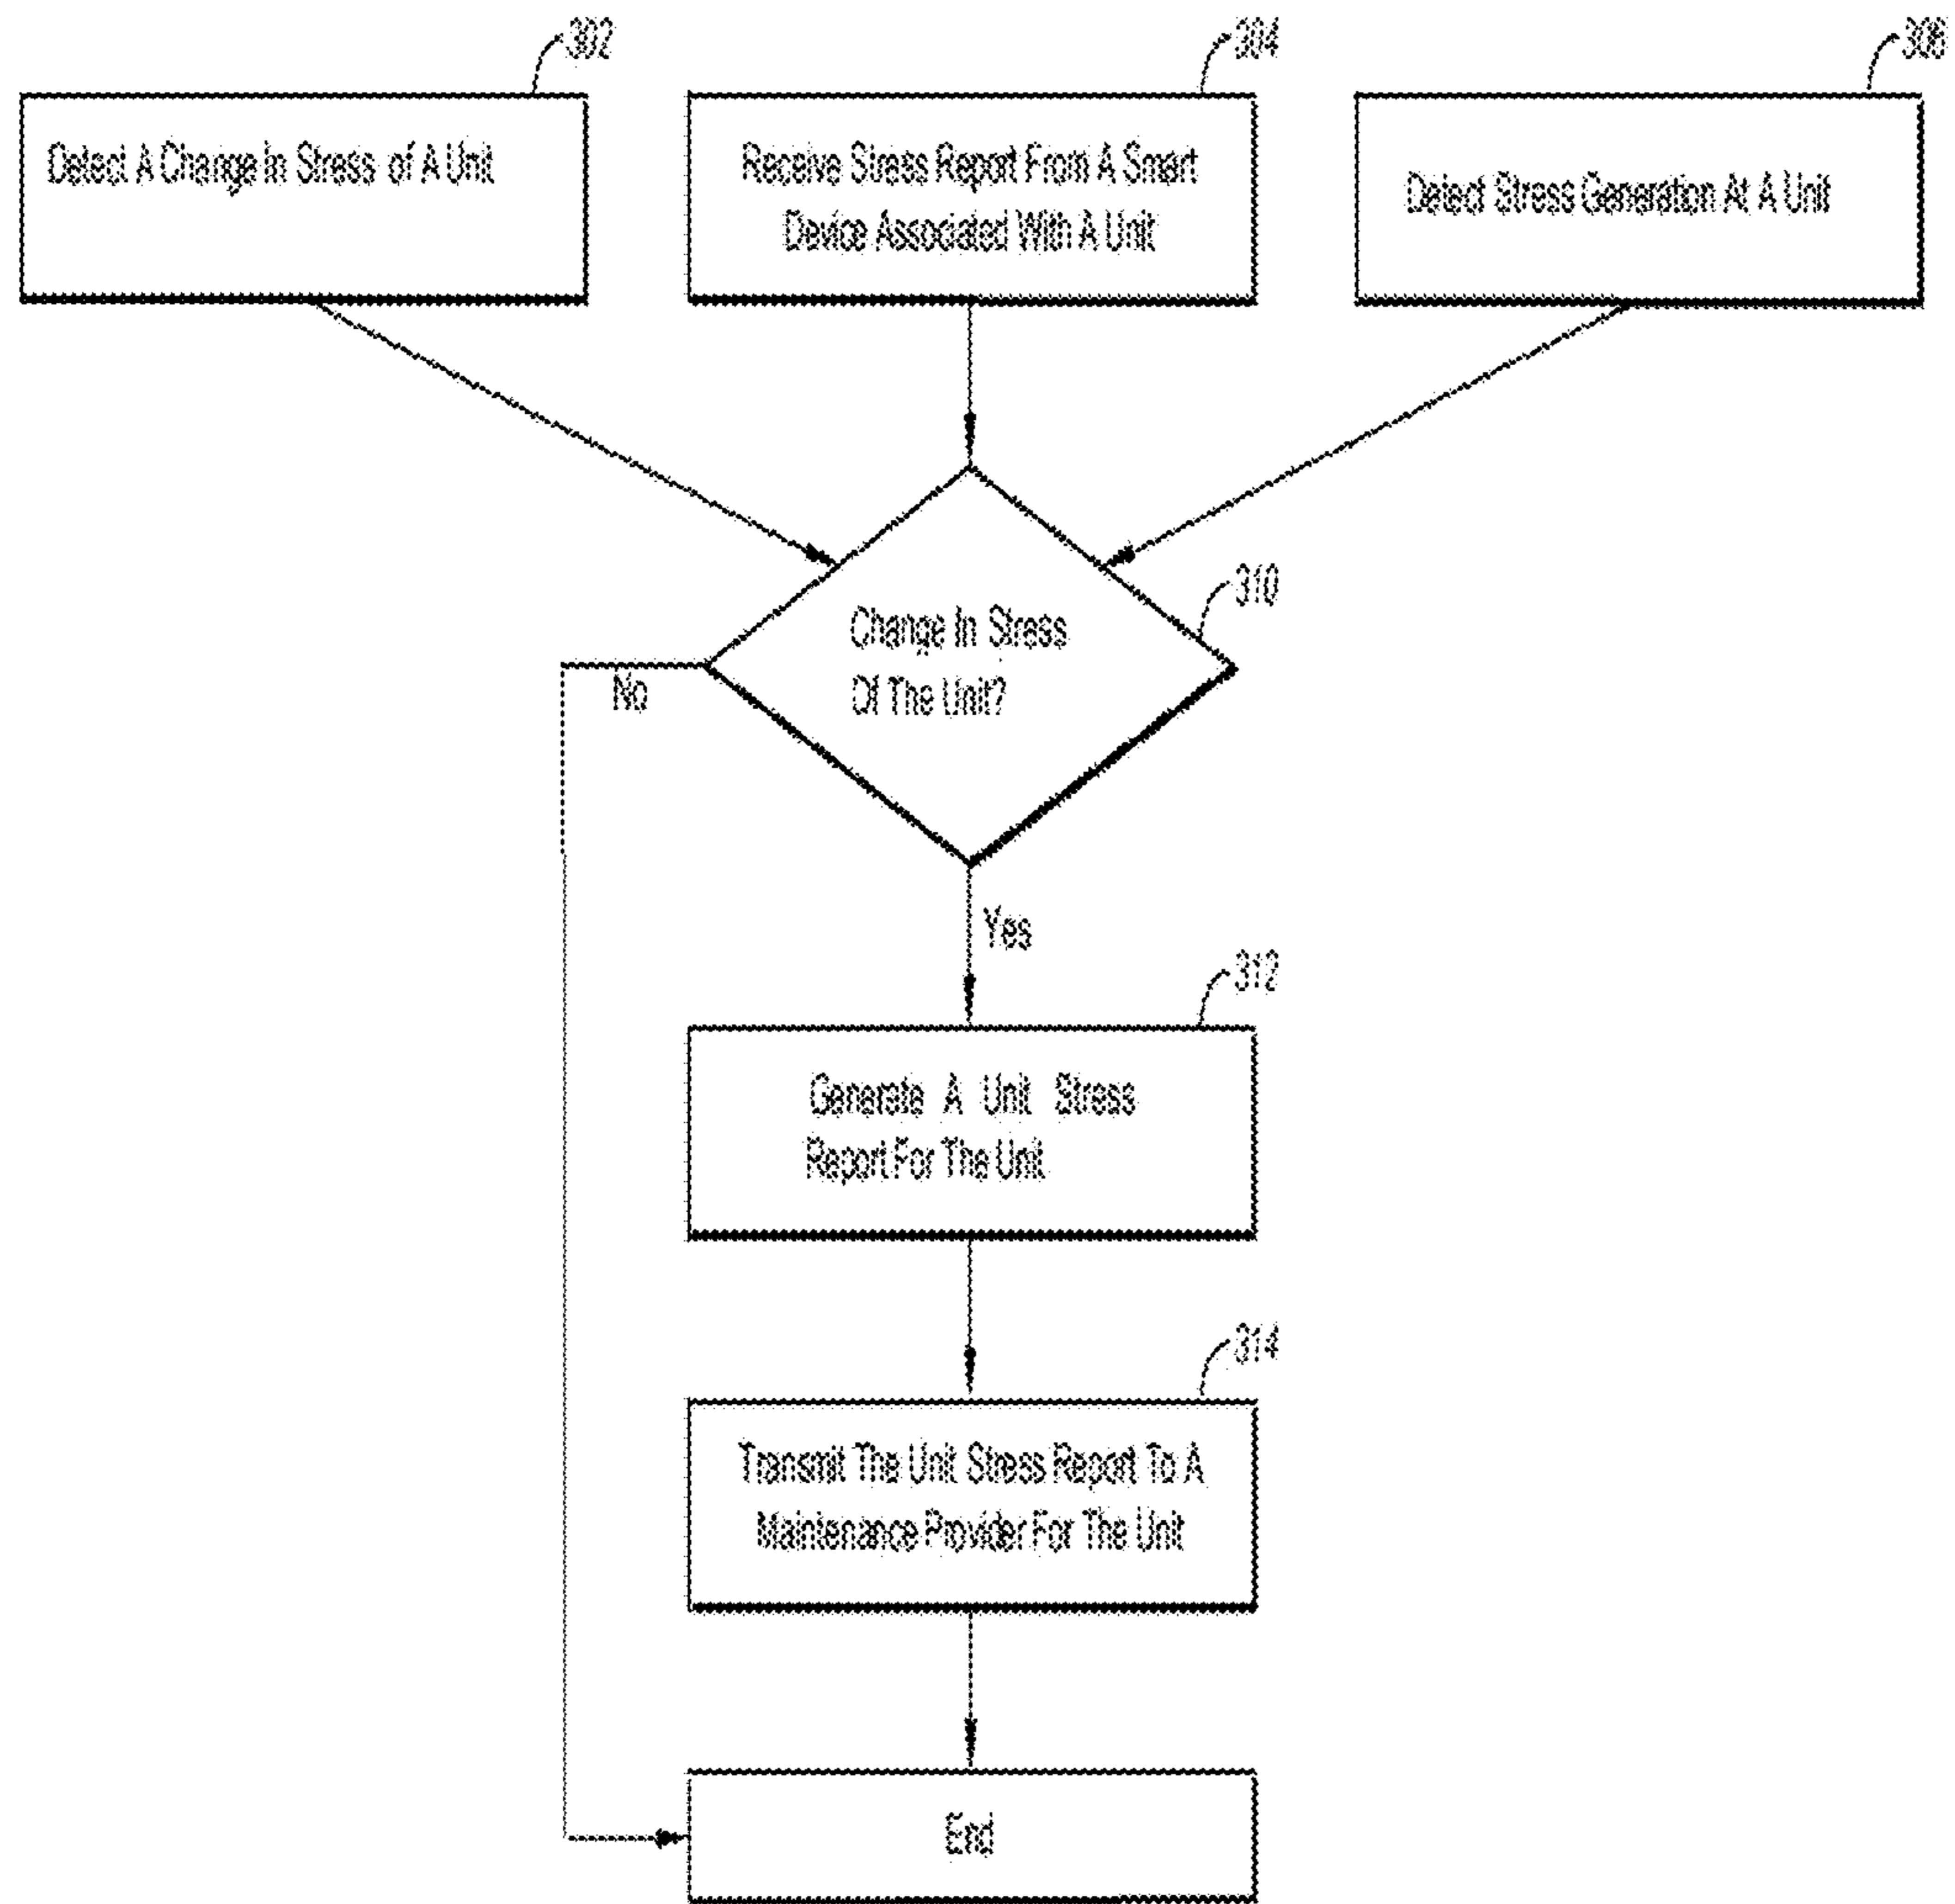 302
304
308
Detect A Change In Stress of A Unit
Receive Stress Report From A Smart
Device Associated With A Unit
Detect Stress Generation At A Unit
310
Change In Stress
Of The Unit?
No
Yes
312
Generate A Unit Stress
Report For The Unit
314
Transmit The Unit Stress Report To A
Maintenance Provider For The Unit
End